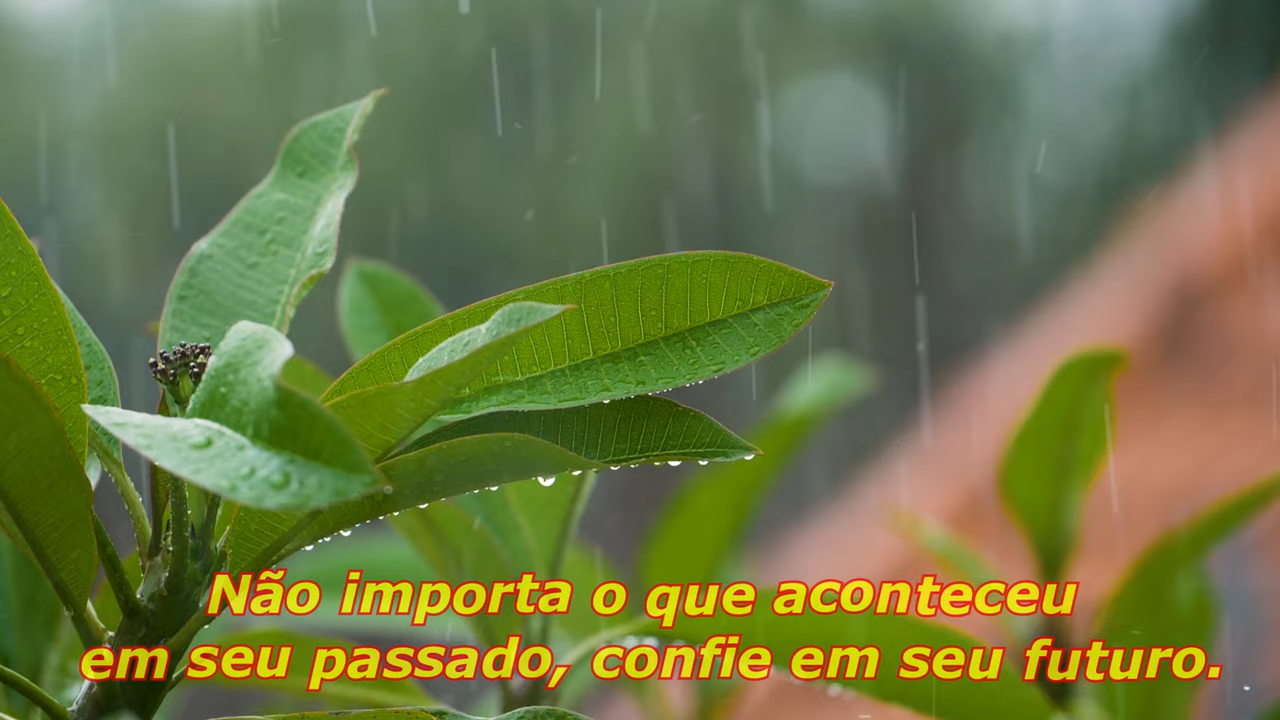 Não importa o que aconteceu
em seu passado, confie em seu futuro.